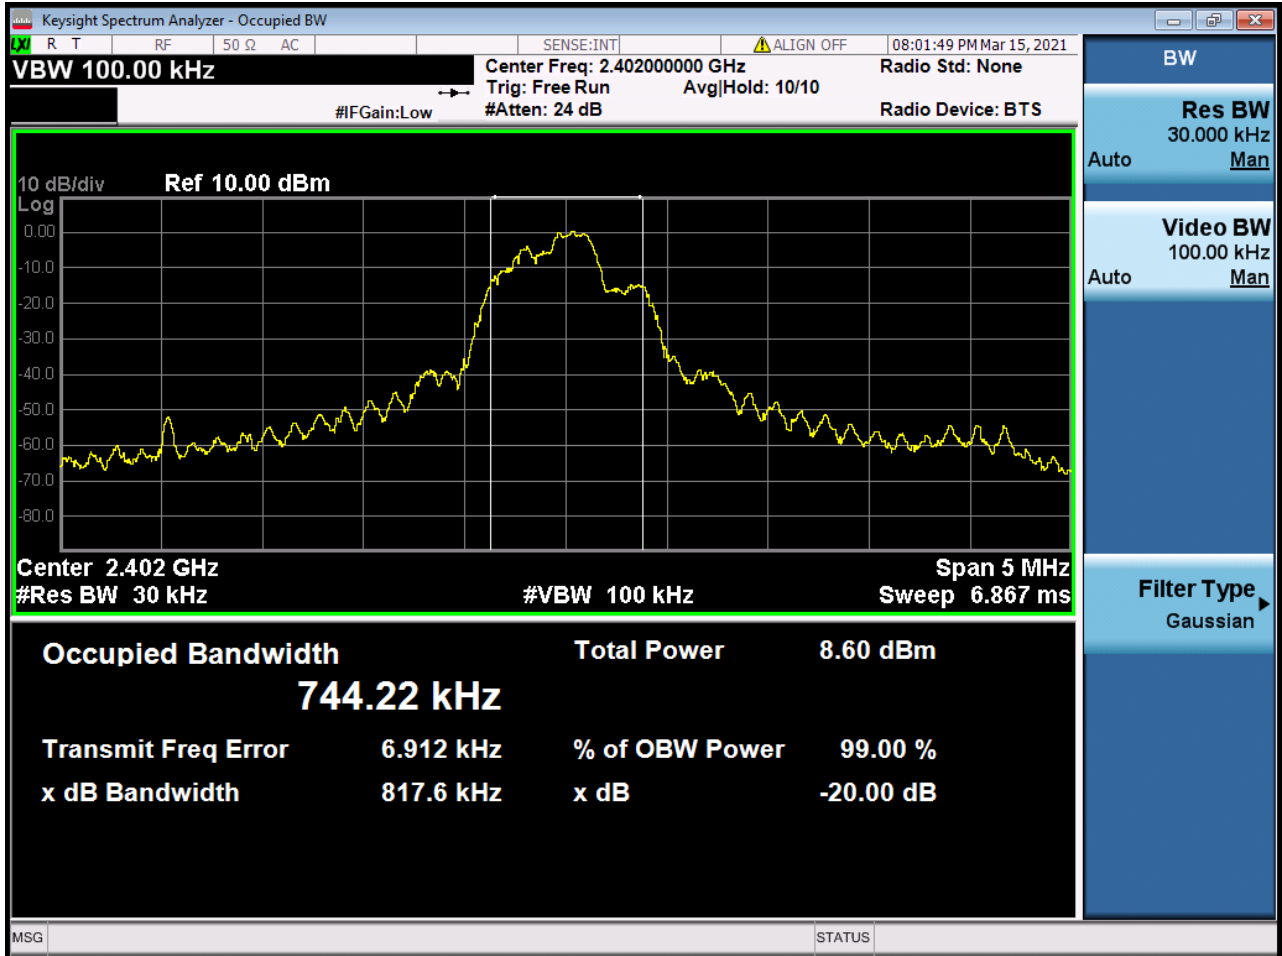 Keysight Spectrum Analyzer - Occupied BW
LXI R T RF 50 Ω AC SENSE:INT ALIGN OFF 08:01:49 PM Mar 15, 2021
VBW 100.00 kHz
Center Freq: 2.402000000 GHz Radio Std: None
Trig: Free Run Avg|Hold: 10/10
#IFGain:Low #Atten: 24 dB Radio Device: BTS
10 dB/div Ref 10.00 dBm
Log
0.00
-10.0
-20.0
-30.0
-40.0
-50.0
-60.0
-70.0
-80.0
Center 2.402 GHz Span 5 MHz
#Res BW 30 kHz #VBW 100 kHz Sweep 6.867 ms
Occupied Bandwidth Total Power 8.60 dBm
744.22 kHz
Transmit Freq Error 6.912 kHz % of OBW Power 99.00 %
x dB Bandwidth 817.6 kHz x dB -20.00 dB
MSG STATUS
BW
Res BW
30.000 kHz
Auto Man
Video BW
100.00 kHz
Auto Man
Filter Type
Gaussian